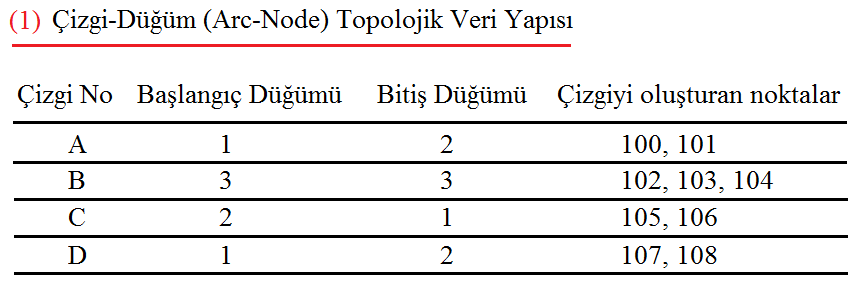 (1) Çizgi-Düğüm (Arc-Node) Topolojik Veri Yapısı
Çizgi No Başlangıç Düğümü Bitiş Düğümü Çizgiyi oluşturan noktalar
A 1 2 100, 101
B 3 3 102, 103, 104
C 2 1 105, 106
D 1 2 107, 108